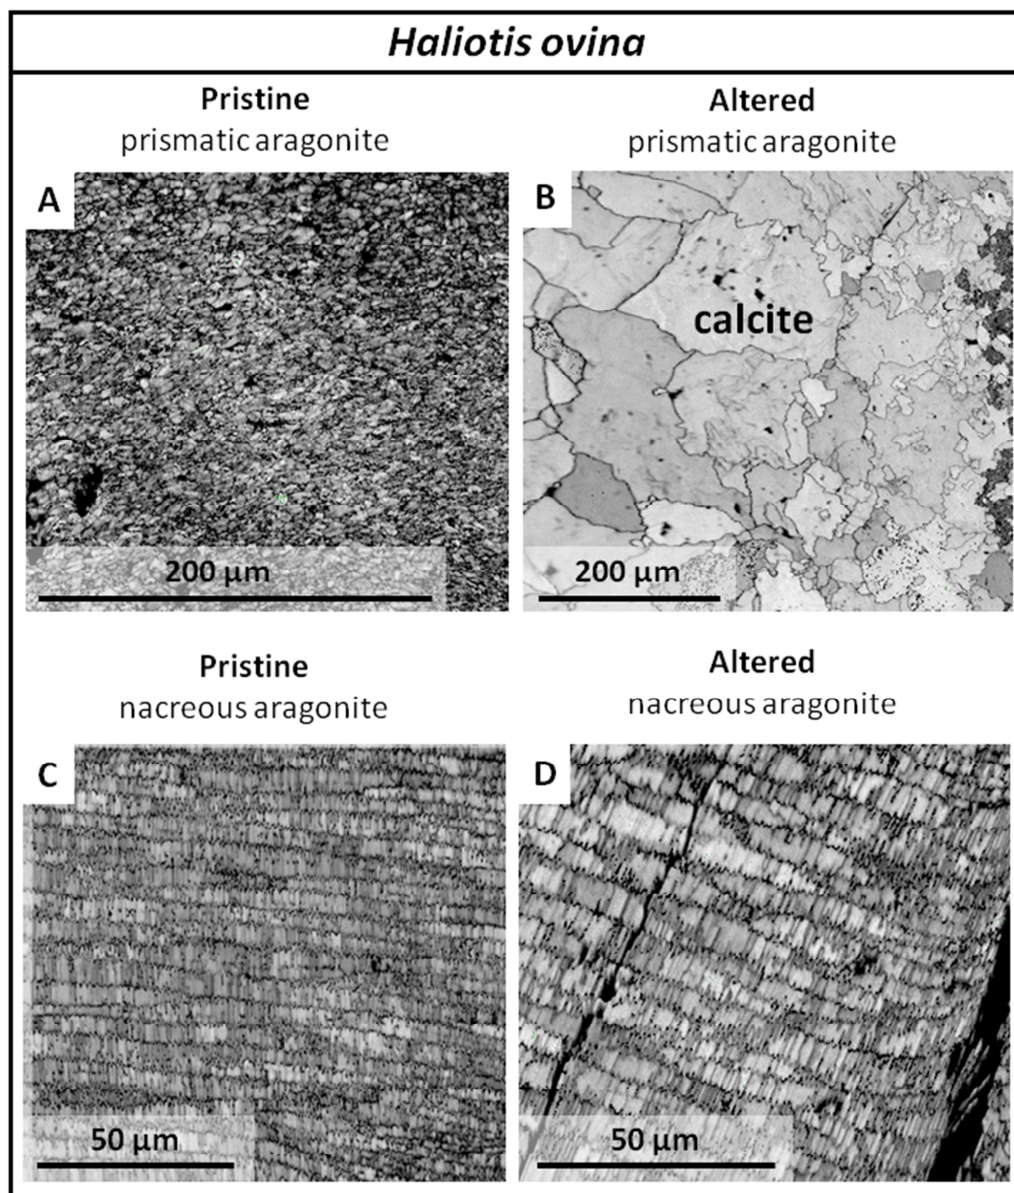 Haliotis ovina
Pristine
prismatic aragonite
Altered
prismatic aragonite
A
B
calcite
200 µm
200 µm
Pristine
nacreous aragonite
Altered
nacreous aragonite
C
D
50 µm
50 µm